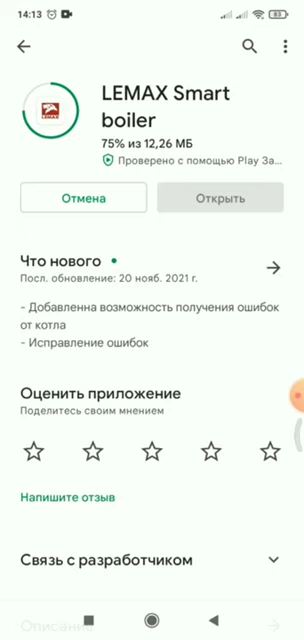 14:13
83
LEMAX Smart
boiler
LEMAX
75% из 12,26 МБ
Проверено с помощью Play За...
Отмена
Открыть
Что нового
Посл. обновление: 20 нояб. 2021 г.
- Добавленна возможность получения ошибок
от котла
- Исправление ошибок
Оценить приложение
Поделитесь своим мнением
Напишите отзыв
Связь с разработчиком
Описание